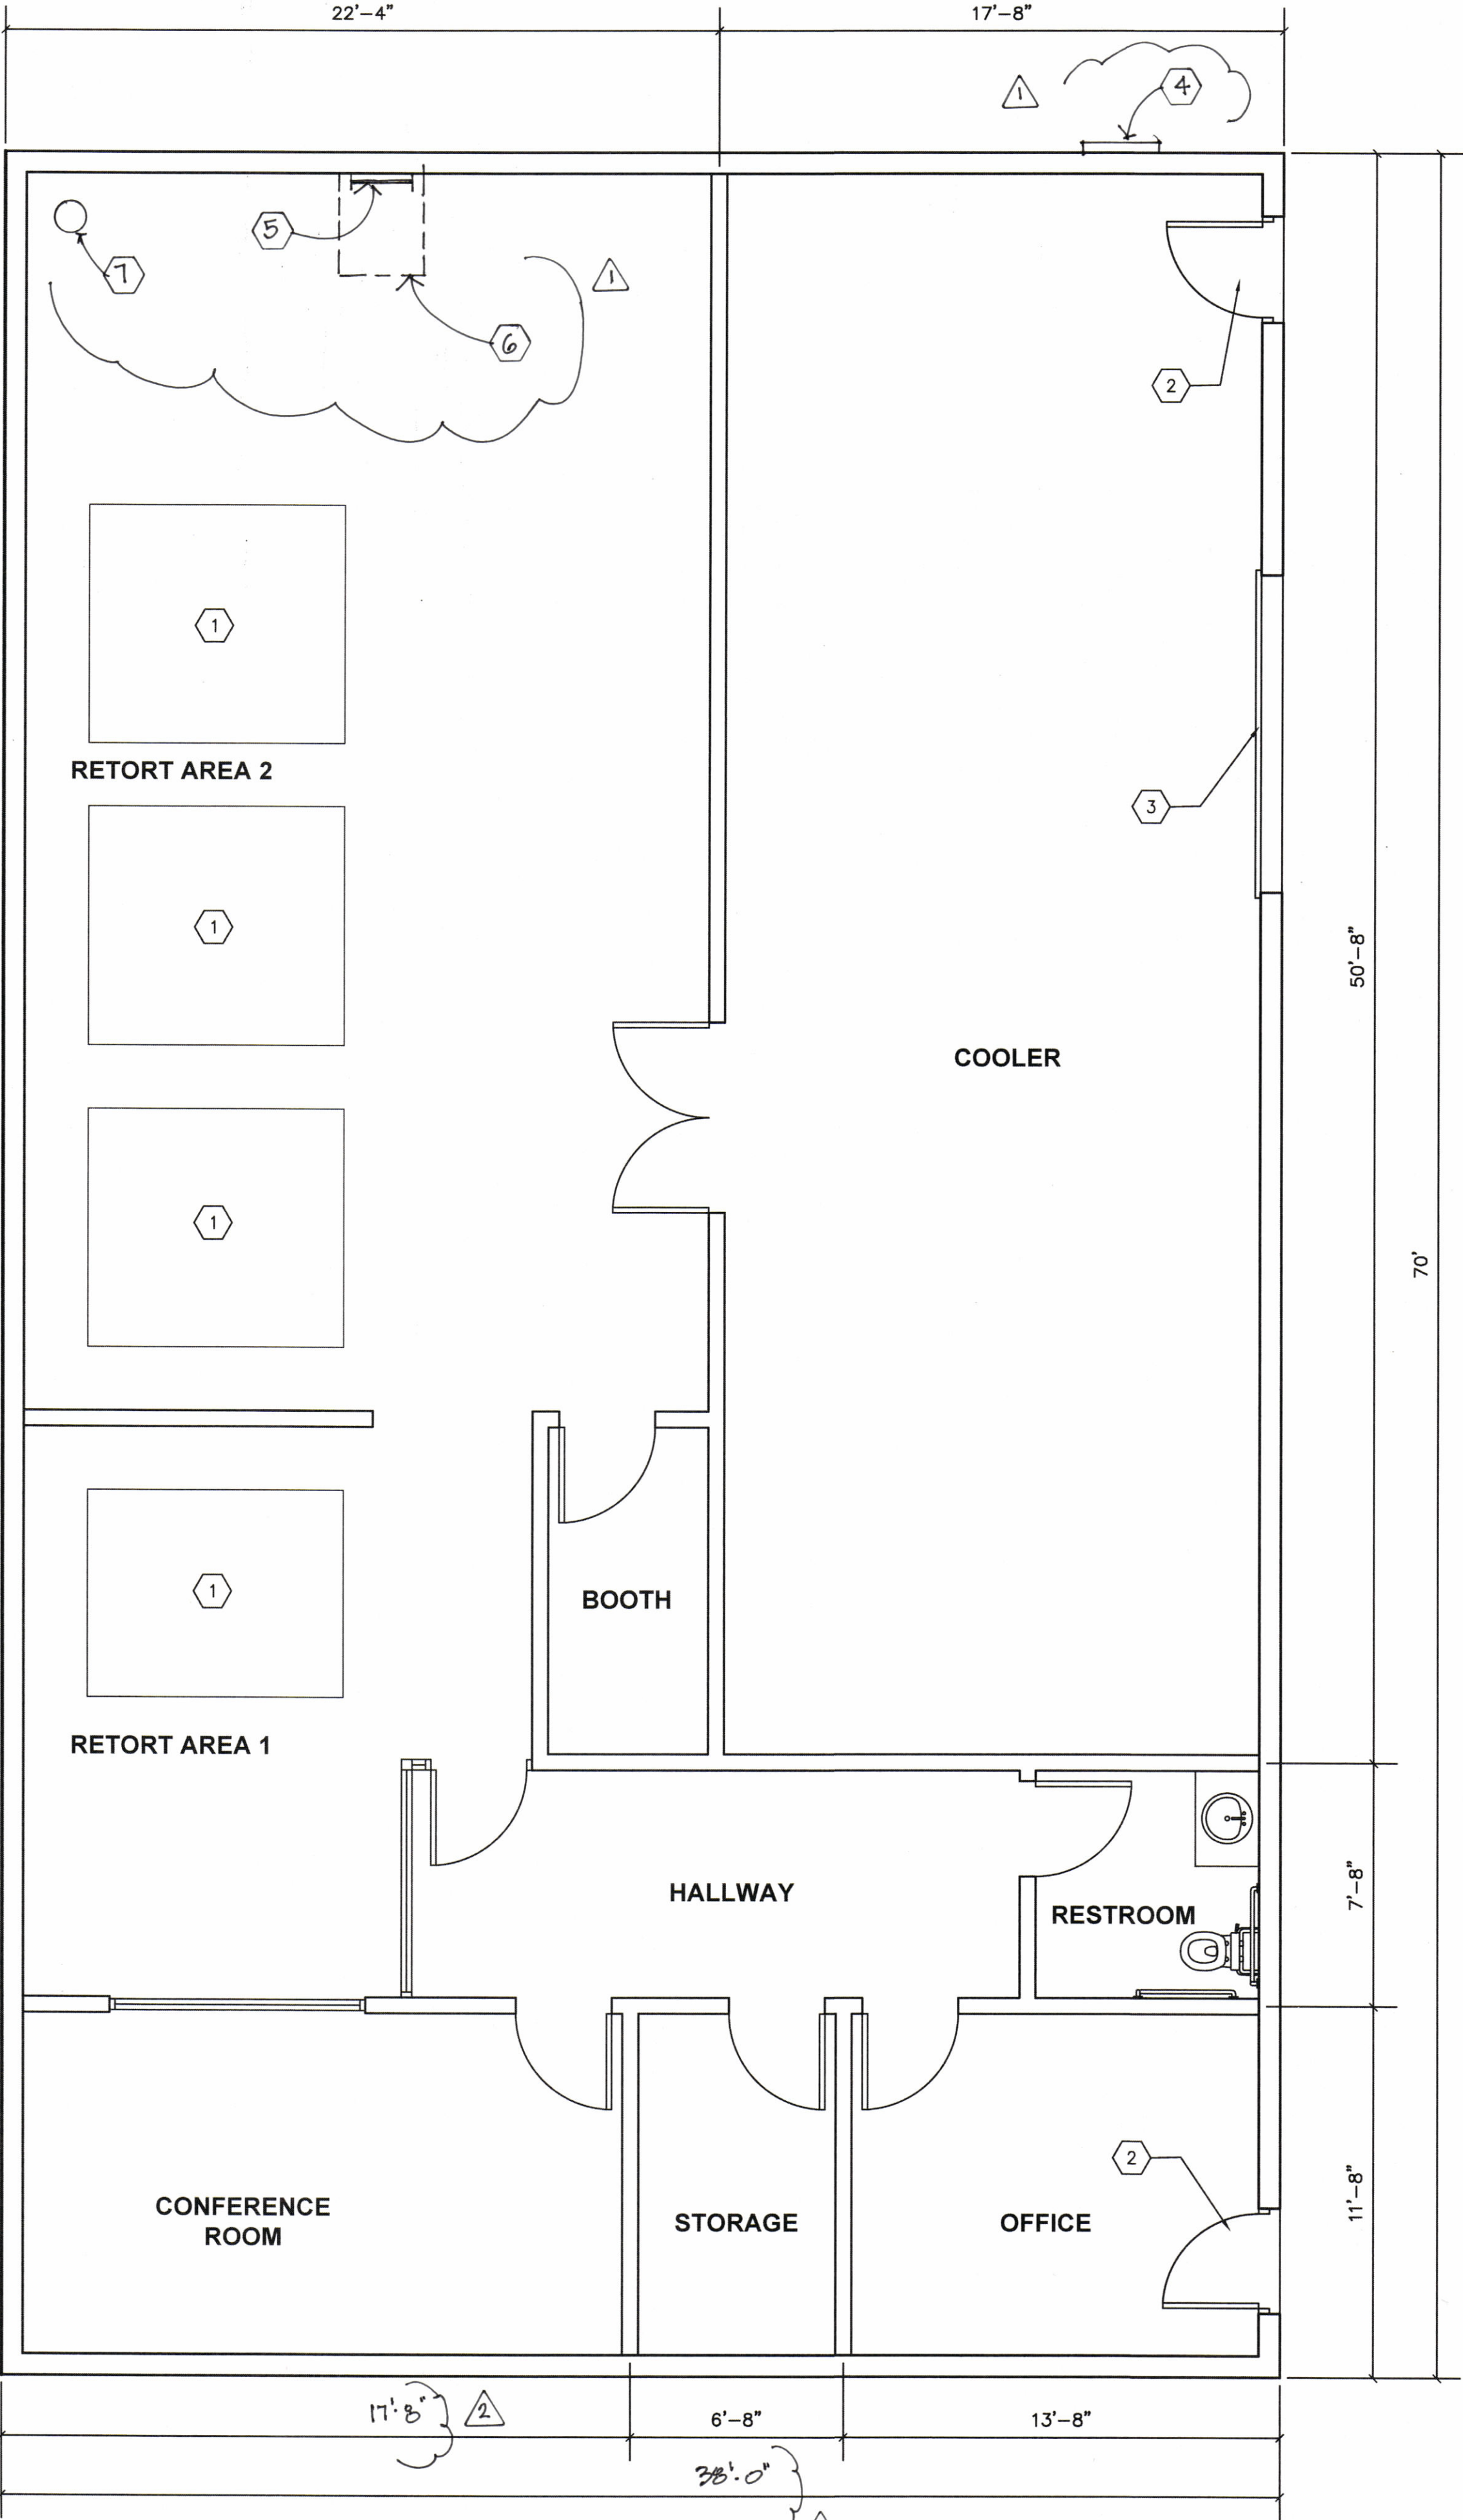 22'-4"
17'-8"
1
4
5
7
1
6
2
1
RETORT AREA 2
3
1
50'-8"
COOLER
1
70'
1
BOOTH
RETORT AREA 1
HALLWAY
7'-8"
RESTROOM
2
11'-8"
CONFERENCE
ROOM
STORAGE
OFFICE
17'-8"
2
6'-8"
13'-8"
38'-0"